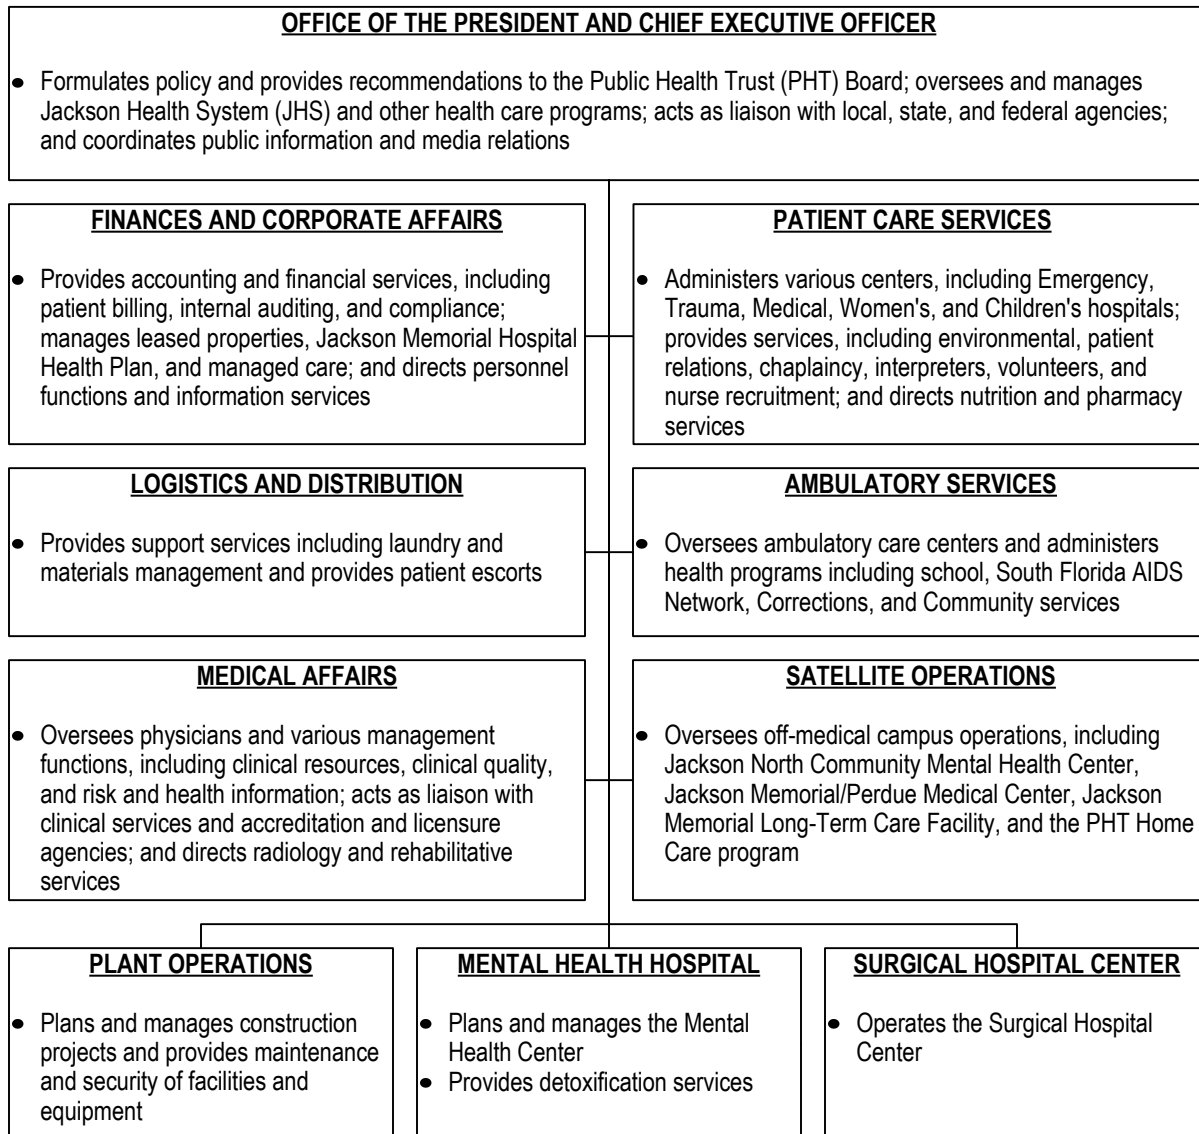 OFFICE OF THE PRESIDENT AND CHIEF EXECUTIVE OFFICER
• Formulates policy and provides recommendations to the Public Health Trust (PHT) Board; oversees and manages
Jackson Health System (JHS) and other health care programs; acts as liaison with local, state, and federal agencies;
and coordinates public information and media relations
FINANCES AND CORPORATE AFFAIRS
• Provides accounting and financial services, including
patient billing, internal auditing, and compliance;
manages leased properties, Jackson Memorial Hospital
Health Plan, and managed care; and directs personnel
functions and information services
PATIENT CARE SERVICES
• Administers various centers, including Emergency,
Trauma, Medical, Women's, and Children's hospitals;
provides services, including environmental, patient
relations, chaplaincy, interpreters, volunteers, and
nurse recruitment; and directs nutrition and pharmacy
services
LOGISTICS AND DISTRIBUTION
• Provides support services including laundry and
materials management and provides patient escorts
AMBULATORY SERVICES
• Oversees ambulatory care centers and administers
health programs including school, South Florida AIDS
Network, Corrections, and Community services
MEDICAL AFFAIRS
• Oversees physicians and various management
functions, including clinical resources, clinical quality,
and risk and health information; acts as liaison with
clinical services and accreditation and licensure
agencies; and directs radiology and rehabilitative
services
SATELLITE OPERATIONS
• Oversees off-medical campus operations, including
Jackson North Community Mental Health Center,
Jackson Memorial/Perdue Medical Center, Jackson
Memorial Long-Term Care Facility, and the PHT Home
Care program
PLANT OPERATIONS
• Plans and manages construction
projects and provides maintenance
and security of facilities and
equipment
MENTAL HEALTH HOSPITAL
• Plans and manages the Mental
Health Center
• Provides detoxification services
SURGICAL HOSPITAL CENTER
• Operates the Surgical Hospital
Center